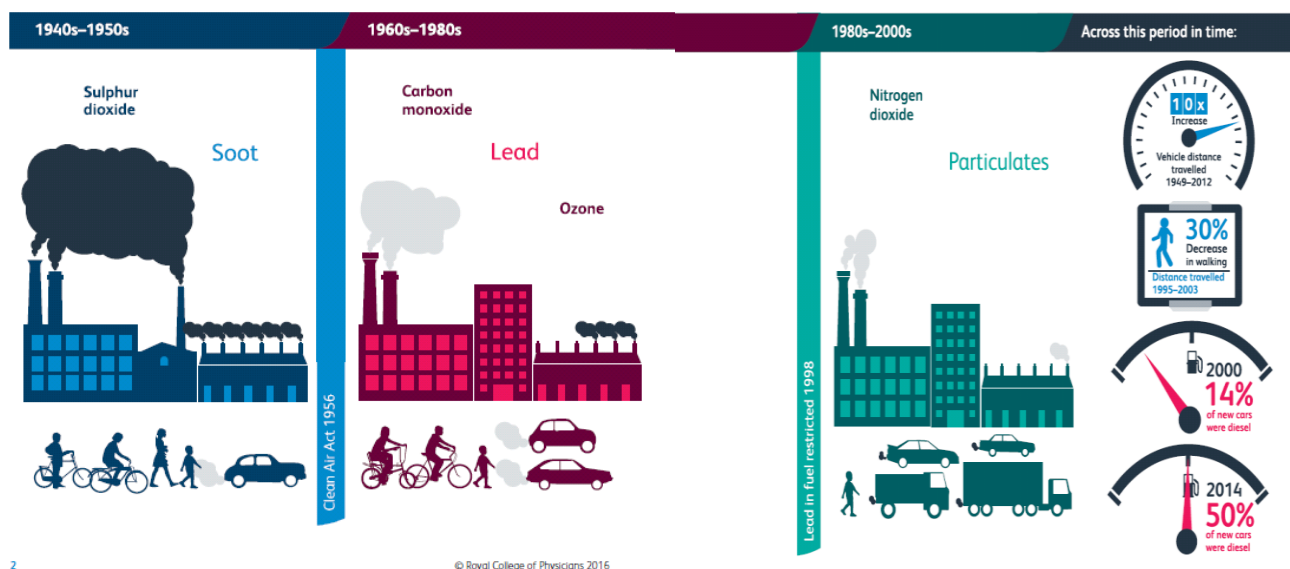 1940s–1950s
Sulphur
dioxide
Soot
Clean Air Act 1956
1960s–1980s
Carbon
monoxide
Lead
Ozone
1980s–2000s
Nitrogen
dioxide
Particulates
Lead in fuel restricted 1998
Across this period in time:
10x
Increase
Vehicle distance
travelled
1949–2012
30%
Decrease
in walking
Distance travelled
1995–2003
2000
14%
of new cars
were diesel
2014
50%
of new cars
were diesel
2
© Royal College of Physicians 2016